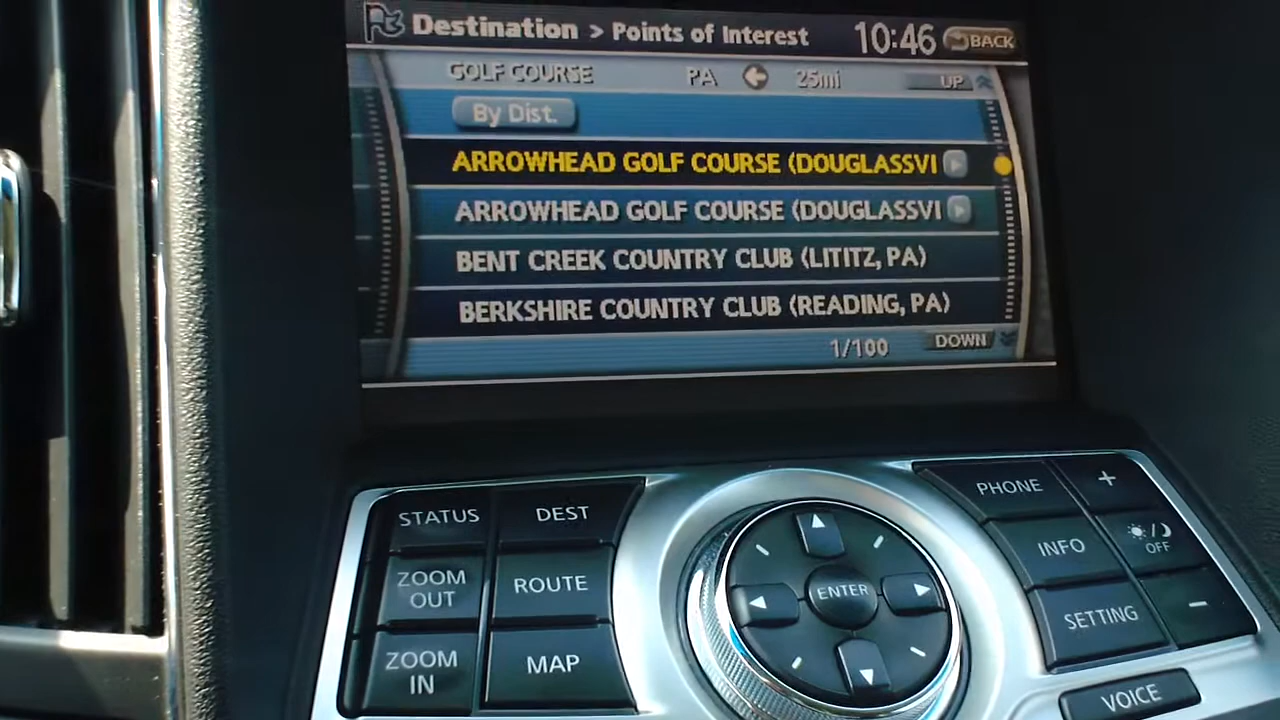 Destination > Points of Interest 10:46 BACK
GOLF COURSE PA 25mi UP
By Dist.
ARROWHEAD GOLF COURSE (DOUGLASSVI
ARROWHEAD GOLF COURSE (DOUGLASSVI
BENT CREEK COUNTRY CLUB (LITITZ, PA)
BERKSHIRE COUNTRY CLUB (READING, PA)
1/100 DOWN
STATUS DEST
ZOOM OUT
ROUTE
ZOOM IN
MAP
ENTER
PHONE +
INFO
OFF
SETTING −
VOICE